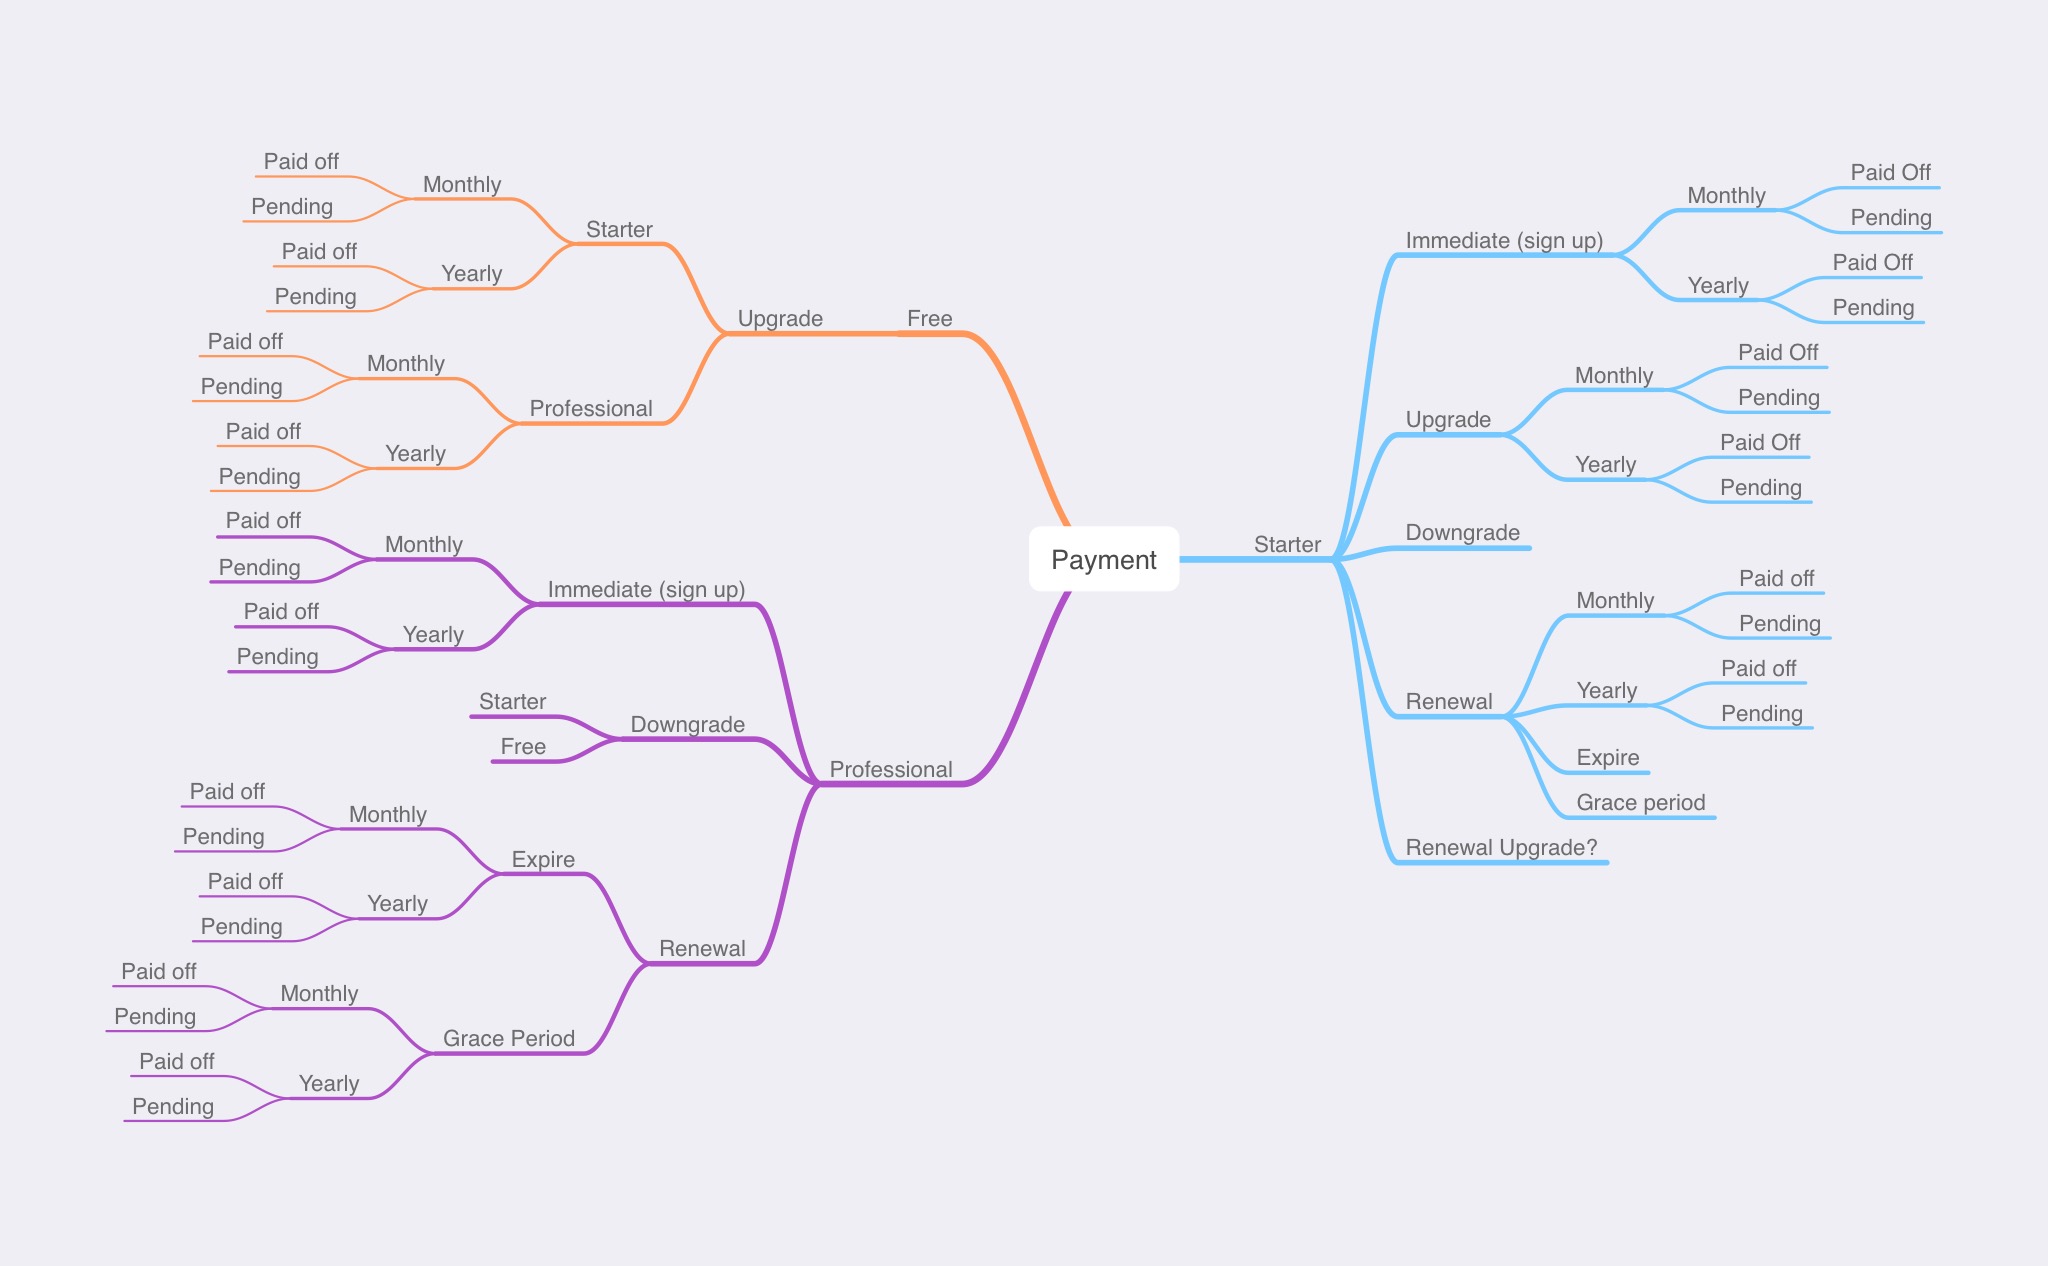 Payment
Free
Upgrade
Starter
Monthly
Paid off
Pending
Yearly
Paid off
Pending
Professional
Monthly
Paid off
Pending
Yearly
Paid off
Pending
Professional
Immediate (sign up)
Monthly
Paid off
Pending
Yearly
Paid off
Pending
Downgrade
Starter
Free
Renewal
Expire
Monthly
Paid off
Pending
Yearly
Paid off
Pending
Grace Period
Monthly
Paid off
Pending
Yearly
Paid off
Pending
Starter
Immediate (sign up)
Monthly
Paid Off
Pending
Yearly
Paid Off
Pending
Upgrade
Monthly
Paid Off
Pending
Yearly
Paid Off
Pending
Downgrade
Renewal
Monthly
Paid off
Pending
Yearly
Paid off
Pending
Expire
Grace period
Renewal Upgrade?